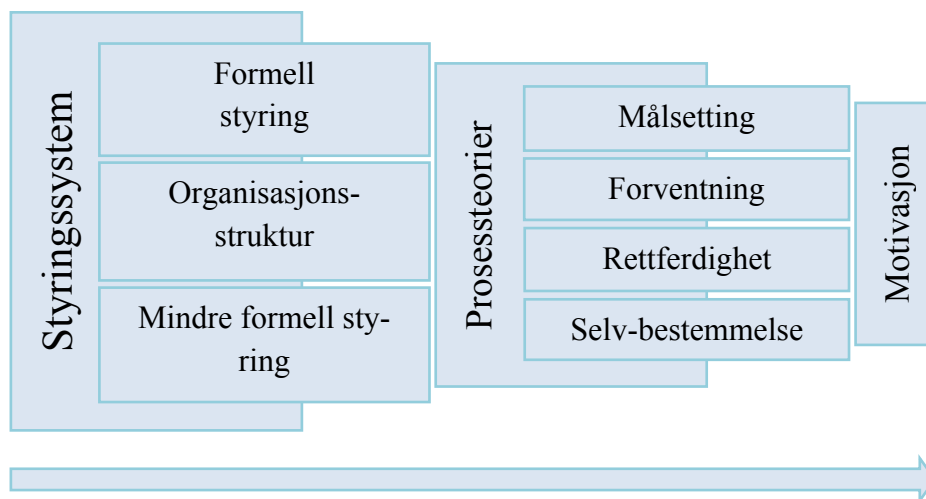 Styringssystem
Formell
styring
Organisasjons-
struktur
Mindre formell sty-
ring
Prosessteorier
Målsetting
Forventning
Rettferdighet
Selv-bestemmelse
Motivasjon